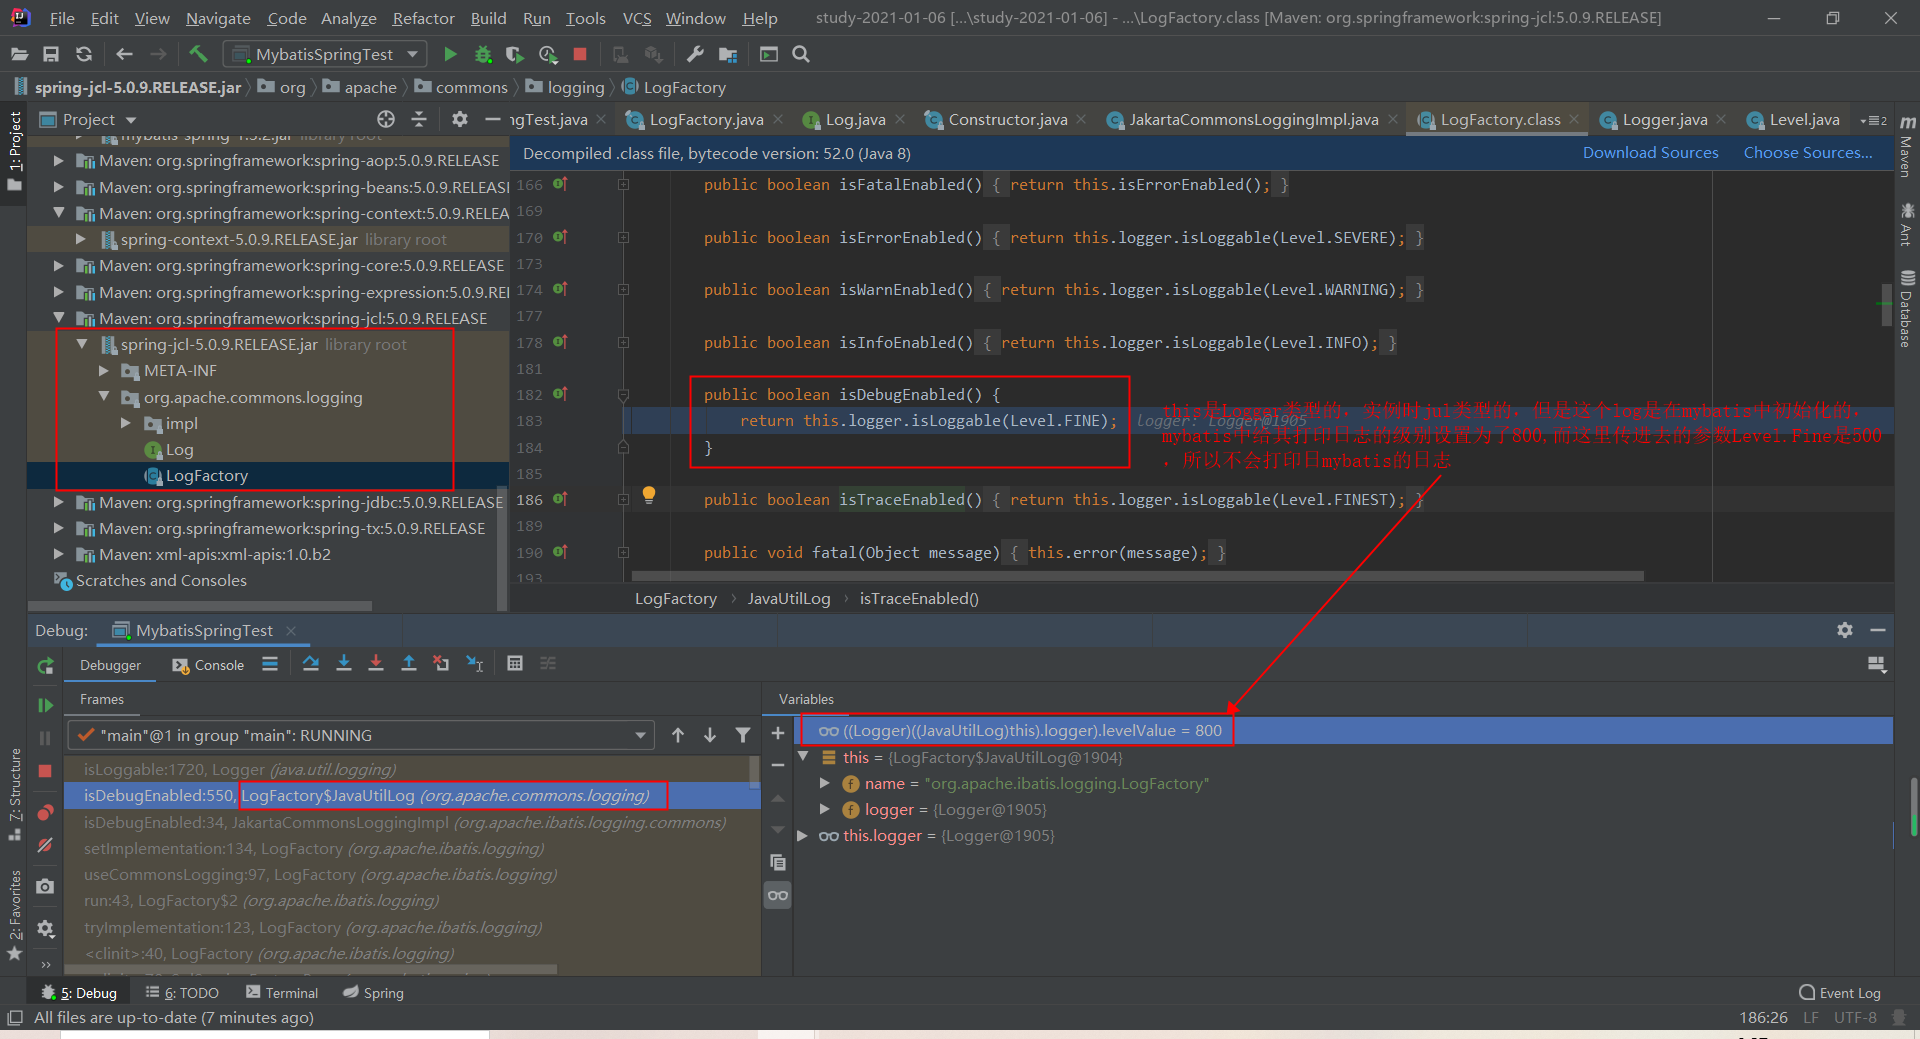 File Edit View Navigate Code Analyze Refactor Build Run Tools VCS Window Help study-2021-01-06 [...\study-2021-01-06] - ...\LogFactory.class [Maven: org.springframework:spring-jcl:5.0.9.RELEASE]
MybatisSpringTest
spring-jcl-5.0.9.RELEASE.jar org apache commons logging LogFactory
Project
ngTest.java LogFactory.java Log.java Constructor.java JakartaCommonsLoggingImpl.java LogFactory.class Logger.java Level.java
Decompiled .class file, bytecode version: 52.0 (Java 8) Download Sources Choose Sources...
mybatis-spring-1.3.2.jar library root
Maven: org.springframework:spring-aop:5.0.9.RELEASE
Maven: org.springframework:spring-beans:5.0.9.RELEASE
Maven: org.springframework:spring-context:5.0.9.RELEA
spring-context-5.0.9.RELEASE.jar library root
Maven: org.springframework:spring-core:5.0.9.RELEASE
Maven: org.springframework:spring-expression:5.0.9.REI
Maven: org.springframework:spring-jcl:5.0.9.RELEASE
spring-jcl-5.0.9.RELEASE.jar library root
META-INF
org.apache.commons.logging
impl
Log
LogFactory
Maven: org.springframework:spring-jdbc:5.0.9.RELEASE
Maven: org.springframework:spring-tx:5.0.9.RELEASE
Maven: xml-apis:xml-apis:1.0.b2
Scratches and Consoles
166 public boolean isFatalEnabled() { return this.isErrorEnabled(); }
169
170 public boolean isErrorEnabled() { return this.logger.isLoggable(Level.SEVERE); }
173
174 public boolean isWarnEnabled() { return this.logger.isLoggable(Level.WARNING); }
177
178 public boolean isInfoEnabled() { return this.logger.isLoggable(Level.INFO); }
181
182 public boolean isDebugEnabled() {
183 return this.logger.isLoggable(Level.FINE); logger: Logger@1905
184 }
185
186 public boolean isTraceEnabled() { return this.logger.isLoggable(Level.FINEST); }
189
190 public void fatal(Object message) { this.error(message); }
193
this是Logger类型的，实例时jul类型的，但是这个log是在mybatis中初始化的，
mybatis中给其打印日志的级别设置为了800,而这里传进去的参数Level.Fine是500
，所以不会打印日mybatis的日志
LogFactory JavaUtilLog isTraceEnabled()
Debug: MybatisSpringTest
Debugger Console
Frames
"main"@1 in group "main": RUNNING
isLoggable:1720, Logger (java.util.logging)
isDebugEnabled:550, LogFactory$JavaUtilLog (org.apache.commons.logging)
isDebugEnabled:34, JakartaCommonsLoggingImpl (org.apache.ibatis.logging.commons)
setImplementation:134, LogFactory (org.apache.ibatis.logging)
useCommonsLogging:97, LogFactory (org.apache.ibatis.logging)
run:43, LogFactory$2 (org.apache.ibatis.logging)
tryImplementation:123, LogFactory (org.apache.ibatis.logging)
<clinit>:40, LogFactory (org.apache.ibatis.logging)
Variables
((Logger)((JavaUtilLog)this).logger).levelValue = 800
this = {LogFactory$JavaUtilLog@1904}
name = "org.apache.ibatis.logging.LogFactory"
logger = {Logger@1905}
this.logger = {Logger@1905}
1: Project
7: Structure
2: Favorites
Maven
Ant
Database
5: Debug 6: TODO Terminal Spring Event Log
All files are up-to-date (7 minutes ago) 186:26 LF UTF-8